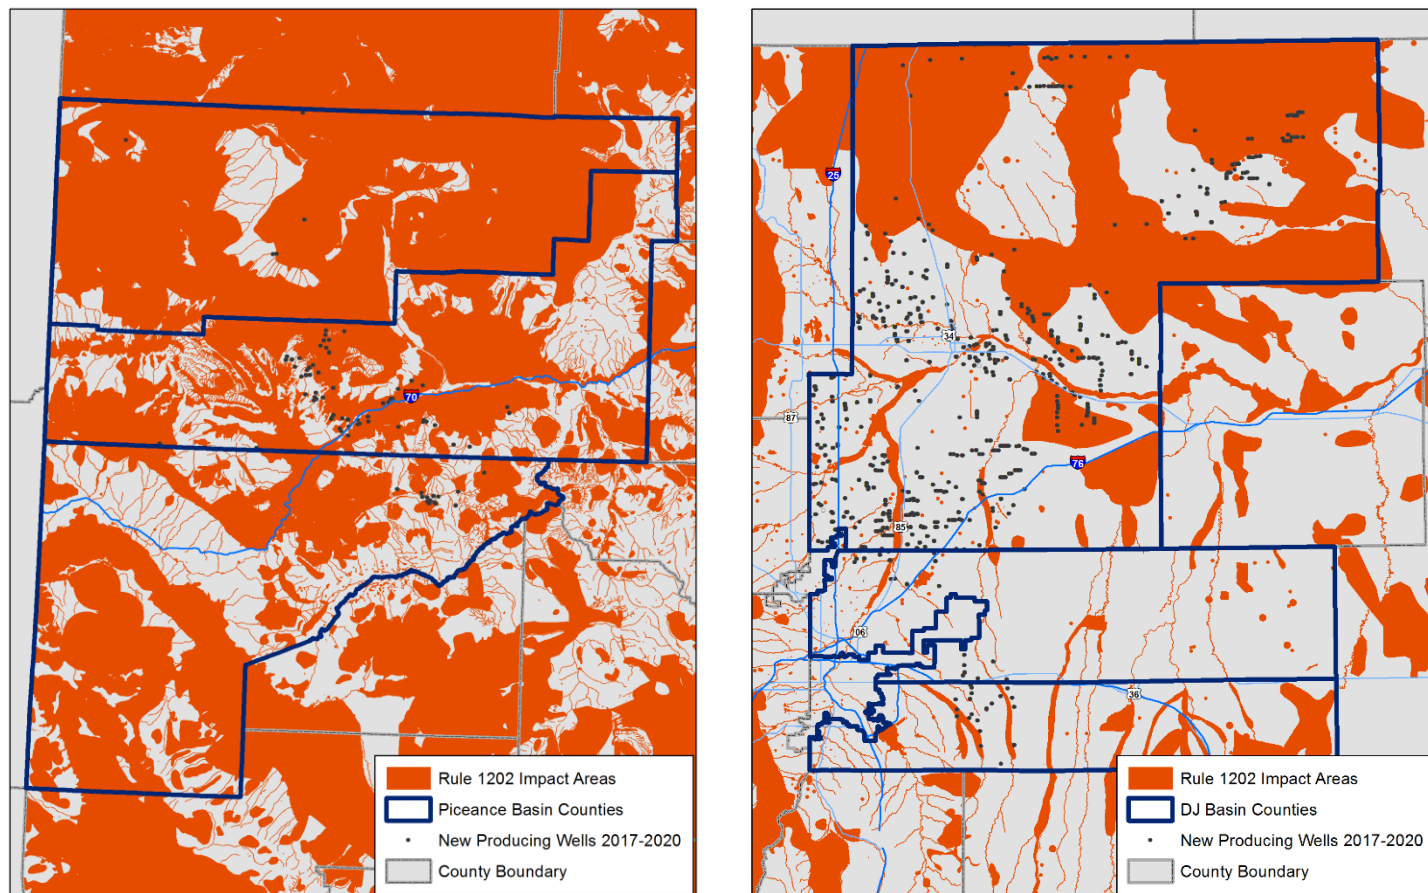 70
Rule 1202 Impact Areas
Piceance Basin Counties
New Producing Wells 2017-2020
County Boundary
25
34
87
76
85
06
36
Rule 1202 Impact Areas
DJ Basin Counties
New Producing Wells 2017-2020
County Boundary